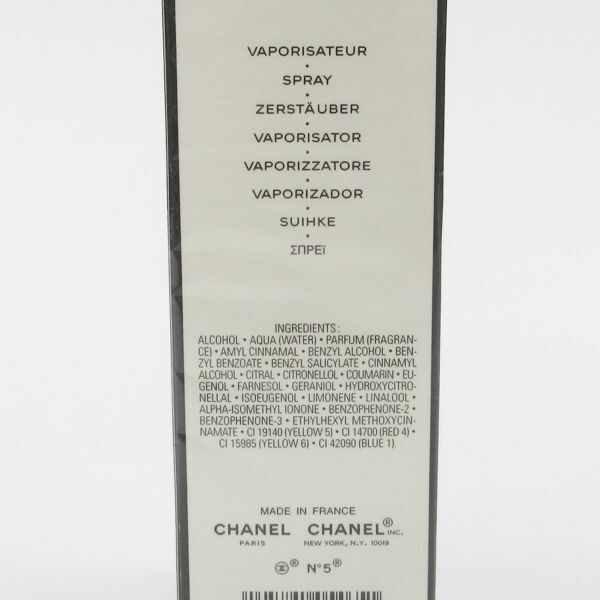 VAPORISATEUR
•
SPRAY
•
ZERSTÄUBER
•
VAPORISATOR
•
VAPORIZZATORE
•
VAPORIZADOR
•
SUIHKE
•
ΣΠΡΕϊ
INGREDIENTS:
ALCOHOL • AQUA (WATER) • PARFUM (FRAGRAN-
CE) • AMYL CINNAMAL • BENZYL ALCOHOL • BEN-
ZYL BENZOATE • BENZYL SALICYLATE • CINNAMYL
ALCOHOL • CITRAL • CITRONELLOL • COUMARIN • EU-
GENOL • FARNESOL • GERANIOL • HYDROXYCITRO-
NELLAL • ISOEUGENOL • LIMONENE • LINALOOL •
ALPHA-ISOMETHYL IONONE • BENZOPHENONE-2 •
BENZOPHENONE-3 • ETHYLHEXYL METHOXYCIN-
NAMATE • CI 19140 (YELLOW 5) • CI 14700 (RED 4) •
CI 15985 (YELLOW 6) • CI 42090 (BLUE 1).
MADE IN FRANCE
CHANEL CHANEL® INC.
PARIS NEW YORK, N.Y. 10019
® N°5®